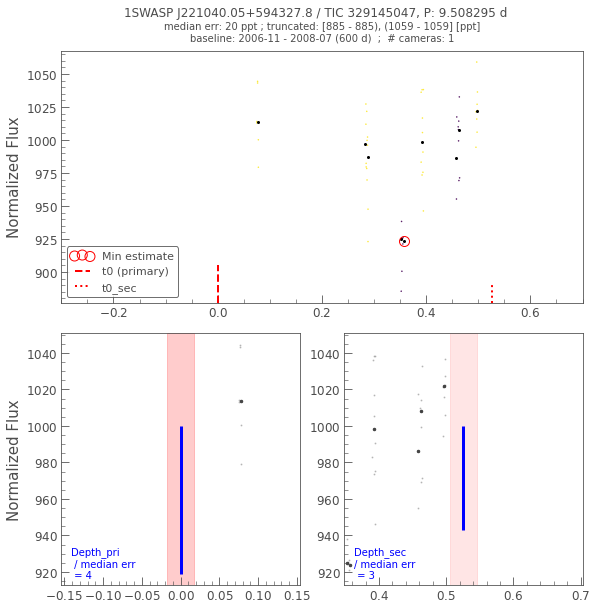 1SWASP J221040.05+594327.8 / TIC 329145047, P: 9.508295 d
median err: 20 ppt ; truncated: [885 - 885), (1059 - 1059] [ppt]
baseline: 2006-11 - 2008-07 (600 d)  ;  # cameras: 1
Normalized Flux
1050
1025
1000
975
950
925
900
Min estimate
t0 (primary)
t0_sec
−0.2 0.0 0.2 0.4 0.6
Normalized Flux
1040
1020
1000
980
960
940
920
Depth_pri
/ median err
= 4
−0.15 −0.10 −0.05 0.00 0.05 0.10 0.15
1040
1020
1000
980
960
940
920
Depth_sec
/ median err
= 3
0.4 0.5 0.6 0.7